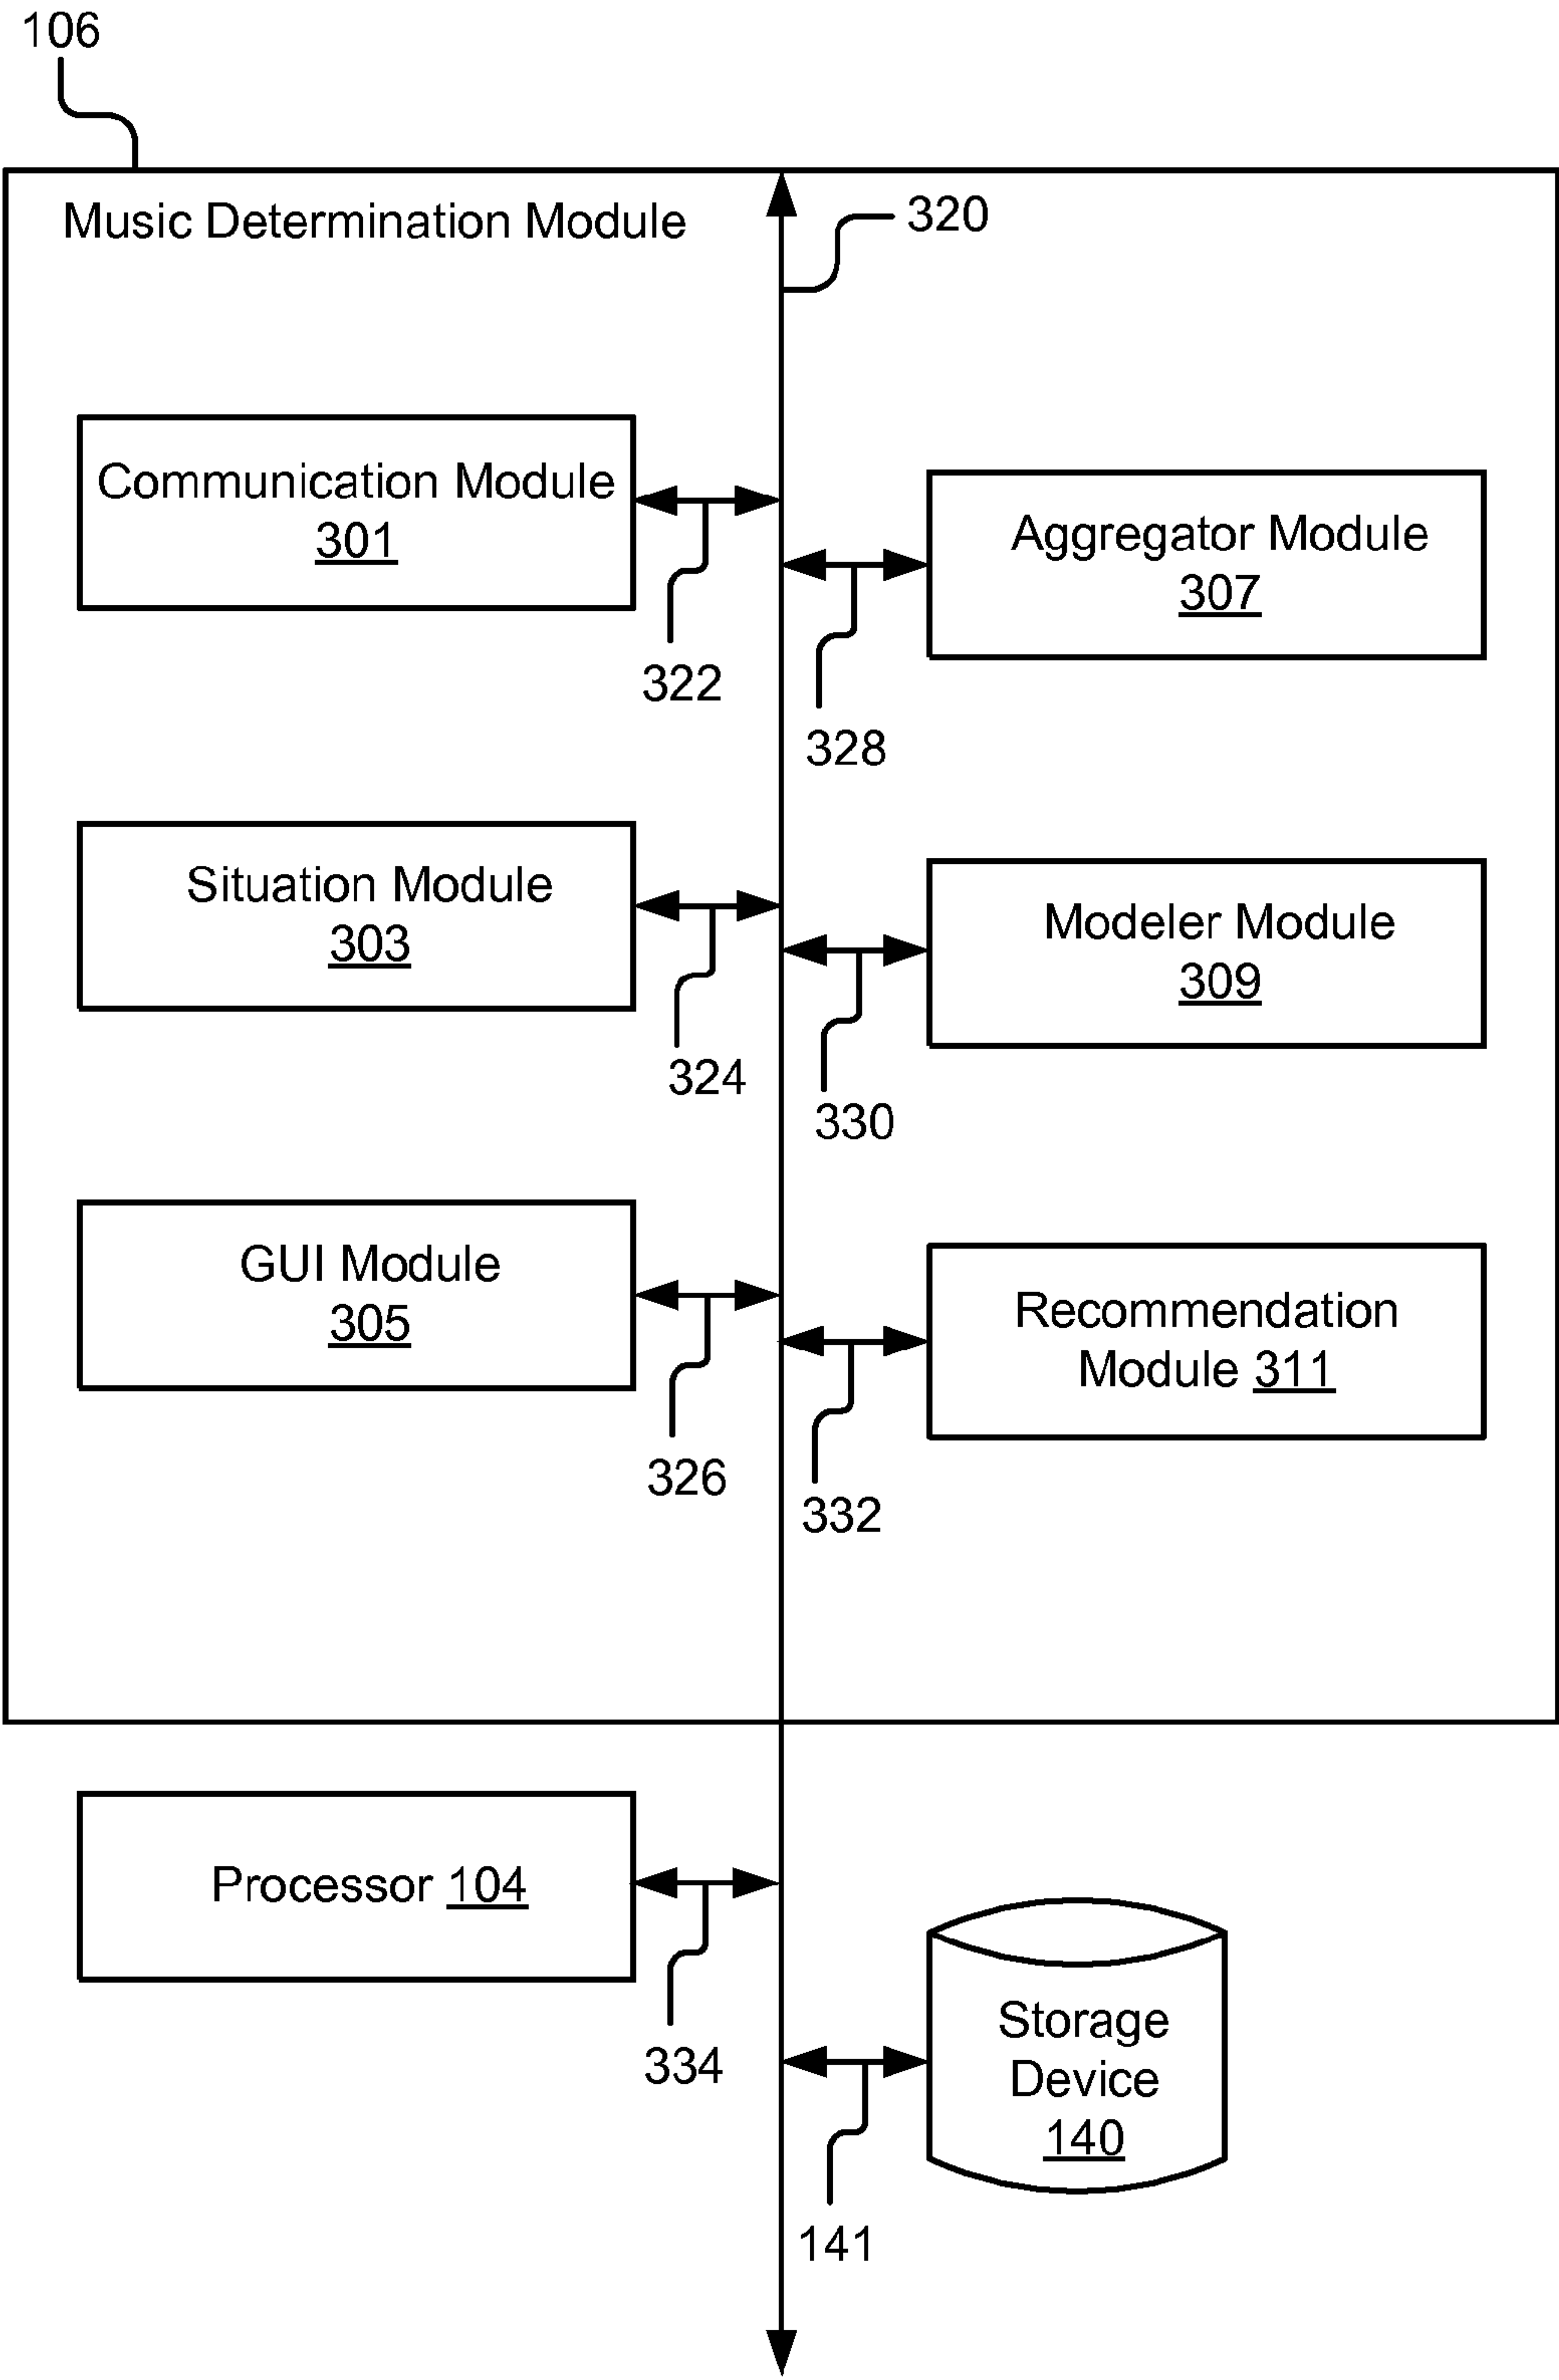 106
Music Determination Module
320
Communication Module
301
322
Aggregator Module
307
328
Situation Module
303
324
Modeler Module
309
330
GUI Module
305
326
Recommendation
Module 311
332
Processor 104
334
Storage
Device
140
141